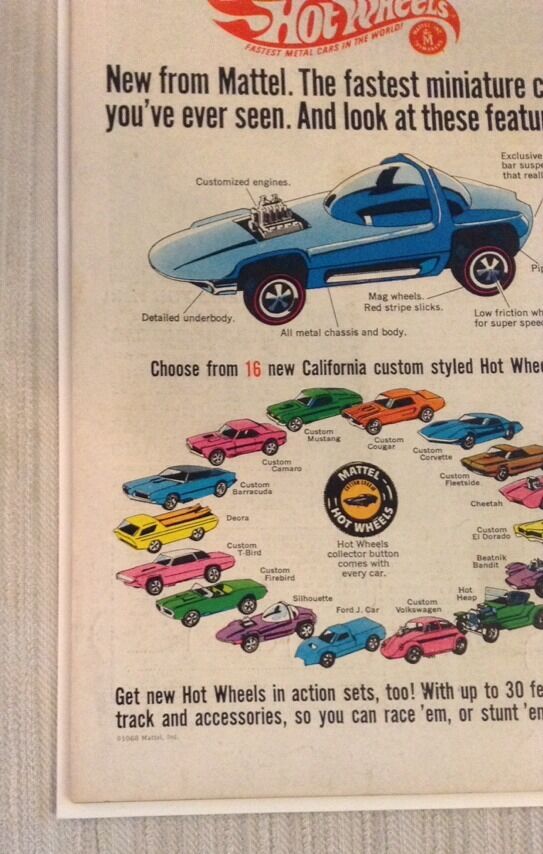 HOT WHEELS
FASTEST METAL CARS IN THE WORLD!
New from Mattel. The fastest miniature c
you've ever seen. And look at these featu
Exclusive
bar suspe
that reall
Customized engines.
Mag wheels.
Red stripe slicks.
Pip
Detailed underbody.
Low friction wh
for super speed
All metal chassis and body.
Choose from 16 new California custom styled Hot Whee
Custom
Mustang
Custom
Cougar
Custom
Corvette
Custom
Camaro
Custom
Fleetside
Custom
Barracuda
MATTEL
HOT WHEELS
Cheetah
Deora
Custom
El Dorado
Hot Wheels
collector button
comes with
every car.
Custom
T-Bird
Beatnik
Bandit
Custom
Firebird
Hot
Heap
Silhouette
Ford J. Car
Custom
Volkswagen
Get new Hot Wheels in action sets, too! With up to 30 fe
track and accessories, so you can race 'em, or stunt 'em
©1968 Mattel, Inc.